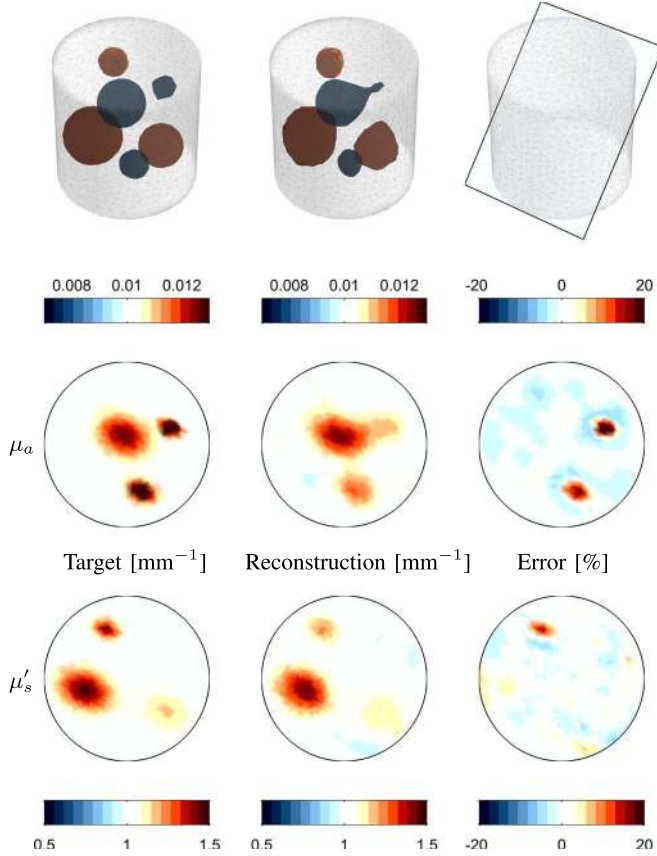 0.008 0.01 0.012 0.008 0.01 0.012 -20 0 20
μₐ
Target [mm⁻¹] Reconstruction [mm⁻¹] Error [%]
μ′ₛ
0.5 1 1.5 0.5 1 1.5 -20 0 20